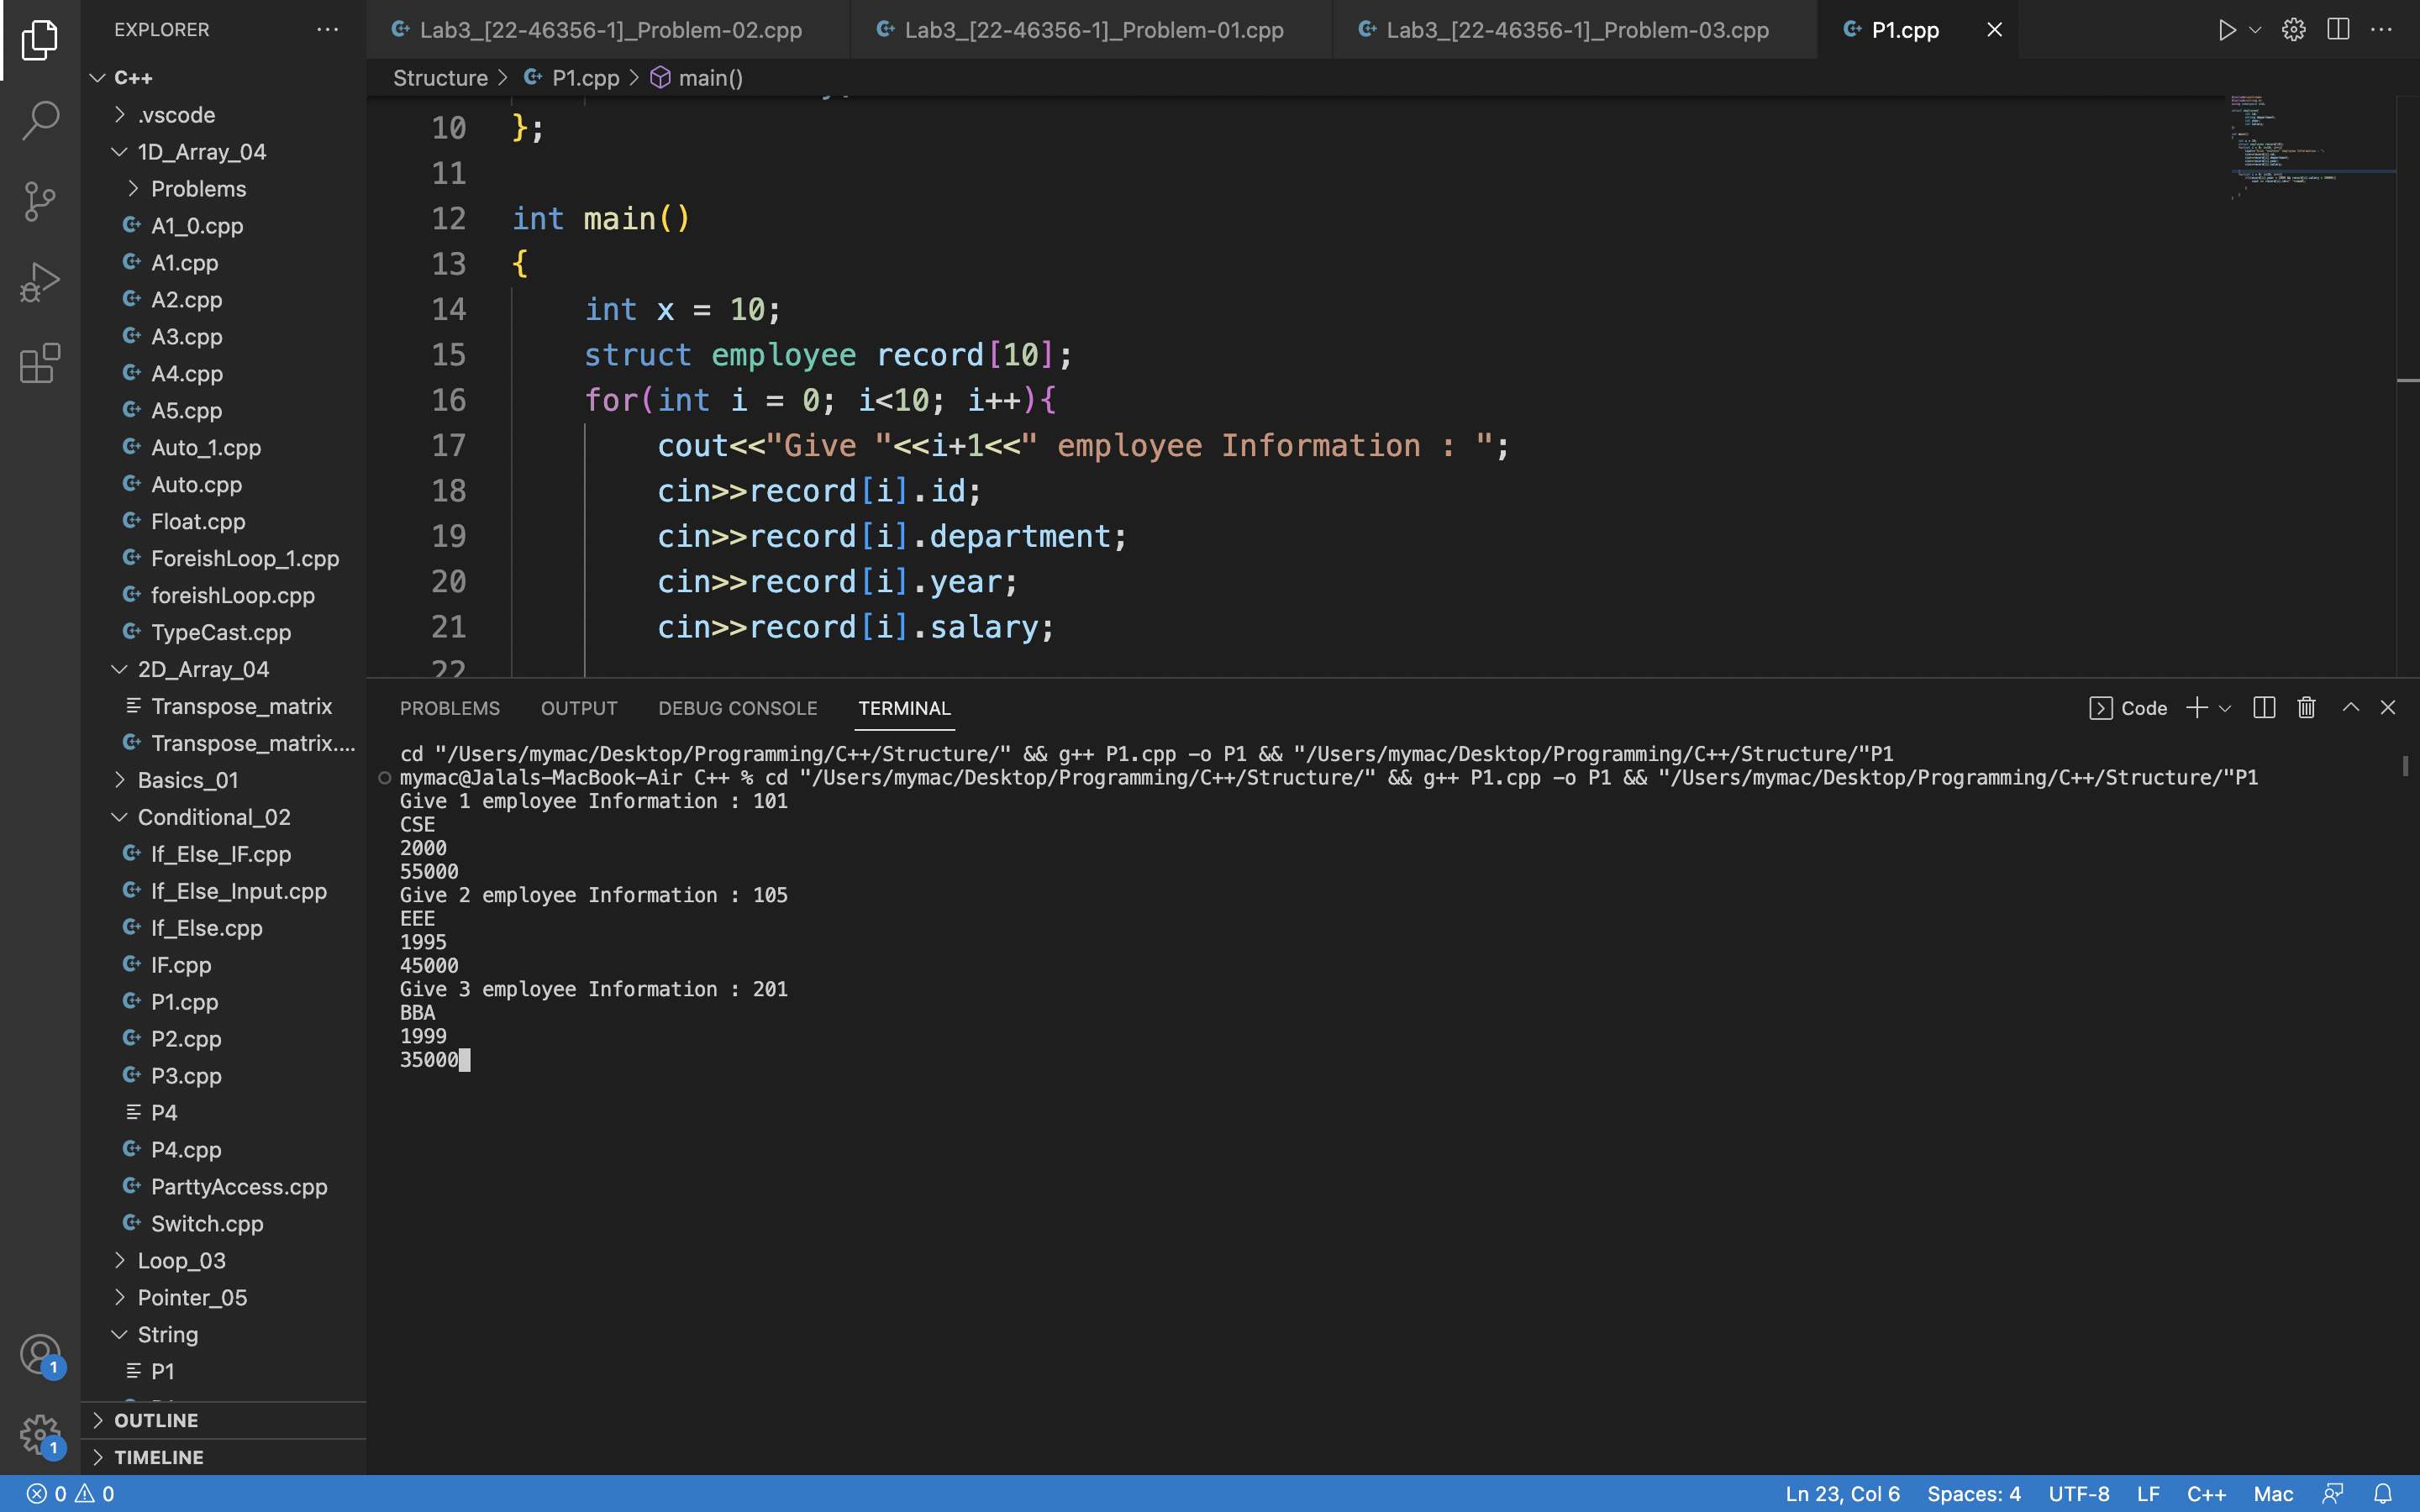 EXPLORER
C++
.vscode
1D_Array_04
Problems
A1_0.cpp
A1.cpp
A2.cpp
A3.cpp
A4.cpp
A5.cpp
Auto_1.cpp
Auto.cpp
Float.cpp
ForeishLoop_1.cpp
foreishLoop.cpp
TypeCast.cpp
2D_Array_04
Transpose_matrix
Transpose_matrix....
Basics_01
Conditional_02
If_Else_IF.cpp
If_Else_Input.cpp
If_Else.cpp
IF.cpp
P1.cpp
P2.cpp
P3.cpp
P4
P4.cpp
ParttyAccess.cpp
Switch.cpp
Loop_03
Pointer_05
String
P1
OUTLINE
TIMELINE
1
1
Lab3_[22-46356-1]_Problem-02.cpp Lab3_[22-46356-1]_Problem-01.cpp Lab3_[22-46356-1]_Problem-03.cpp P1.cpp
Structure > P1.cpp > main()
10 };
11
12 int main()
13 {
14 int x = 10;
15 struct employee record[10];
16 for(int i = 0; i<10; i++){
17 cout<<"Give "<<i+1<<" employee Information : ";
18 cin>>record[i].id;
19 cin>>record[i].department;
20 cin>>record[i].year;
21 cin>>record[i].salary;
22
PROBLEMS OUTPUT DEBUG CONSOLE TERMINAL Code
cd "/Users/mymac/Desktop/Programming/C++/Structure/" && g++ P1.cpp -o P1 && "/Users/mymac/Desktop/Programming/C++/Structure/"P1
mymac@Jalals-MacBook-Air C++ % cd "/Users/mymac/Desktop/Programming/C++/Structure/" && g++ P1.cpp -o P1 && "/Users/mymac/Desktop/Programming/C++/Structure/"P1
Give 1 employee Information : 101
CSE
2000
55000
Give 2 employee Information : 105
EEE
1995
45000
Give 3 employee Information : 201
BBA
1999
35000
0 0 Ln 23, Col 6 Spaces: 4 UTF-8 LF C++ Mac